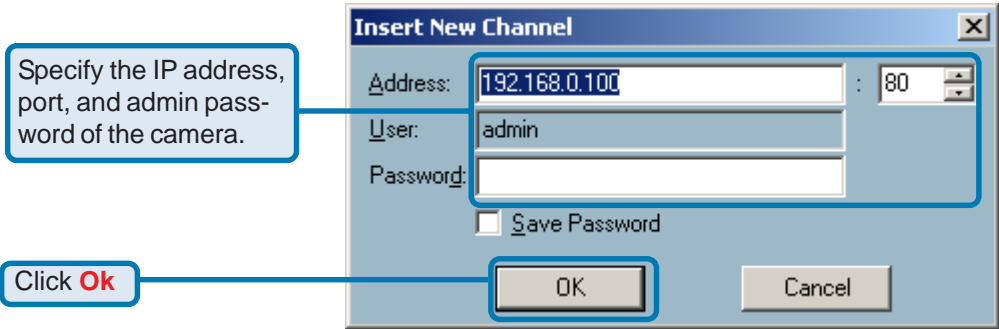 Insert New Channel
Specify the IP address,
port, and admin pass-
word of the camera.
Address: 192.168.0.100 : 80
User: admin
Password:
Save Password
Click Ok
OK Cancel